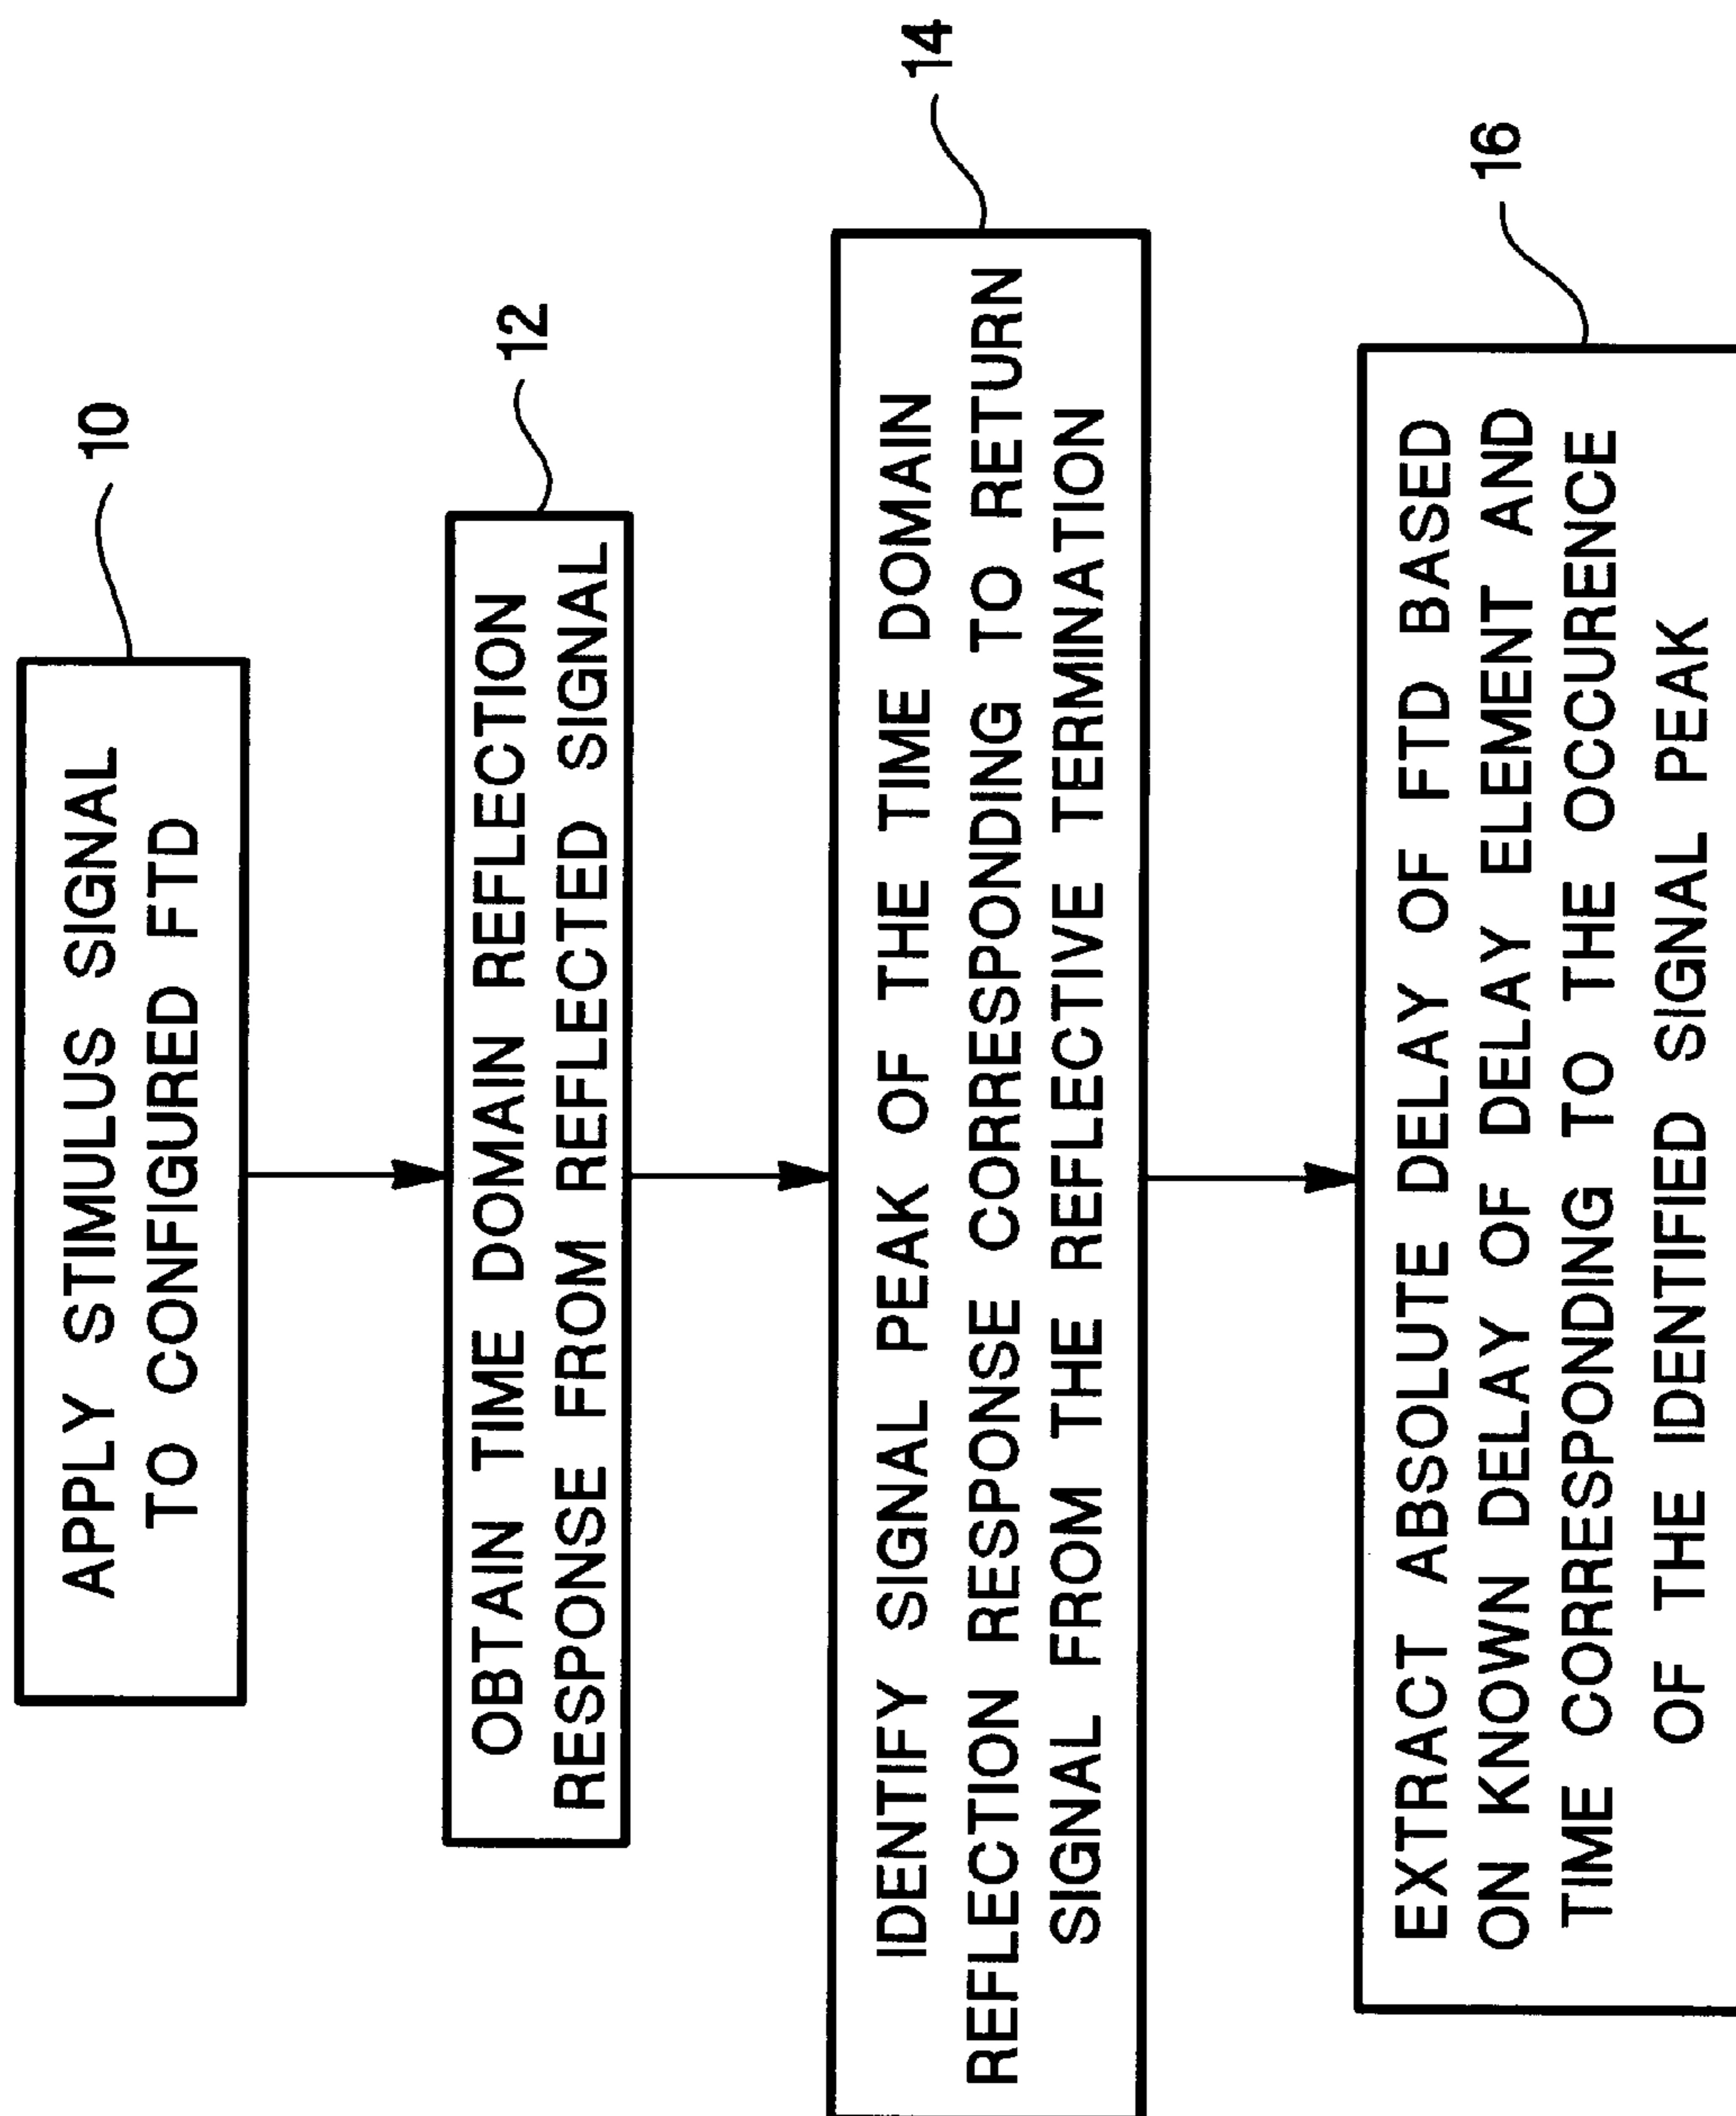 10
APPLY STIMULUS SIGNAL
TO CONFIGURED FTD
12
OBTAIN TIME DOMAIN REFLECTION
RESPONSE FROM REFLECTED SIGNAL
14
IDENTIFY SIGNAL PEAK OF THE TIME DOMAIN
REFLECTION RESPONSE CORRESPONDING TO RETURN
SIGNAL FROM THE REFLECTIVE TERMINATION
16
EXTRACT ABSOLUTE DELAY OF FTD BASED
ON KNOWN DELAY OF DELAY ELEMENT AND
TIME CORRESPONDING TO THE OCCURENCE
OF THE IDENTIFIED SIGNAL PEAK